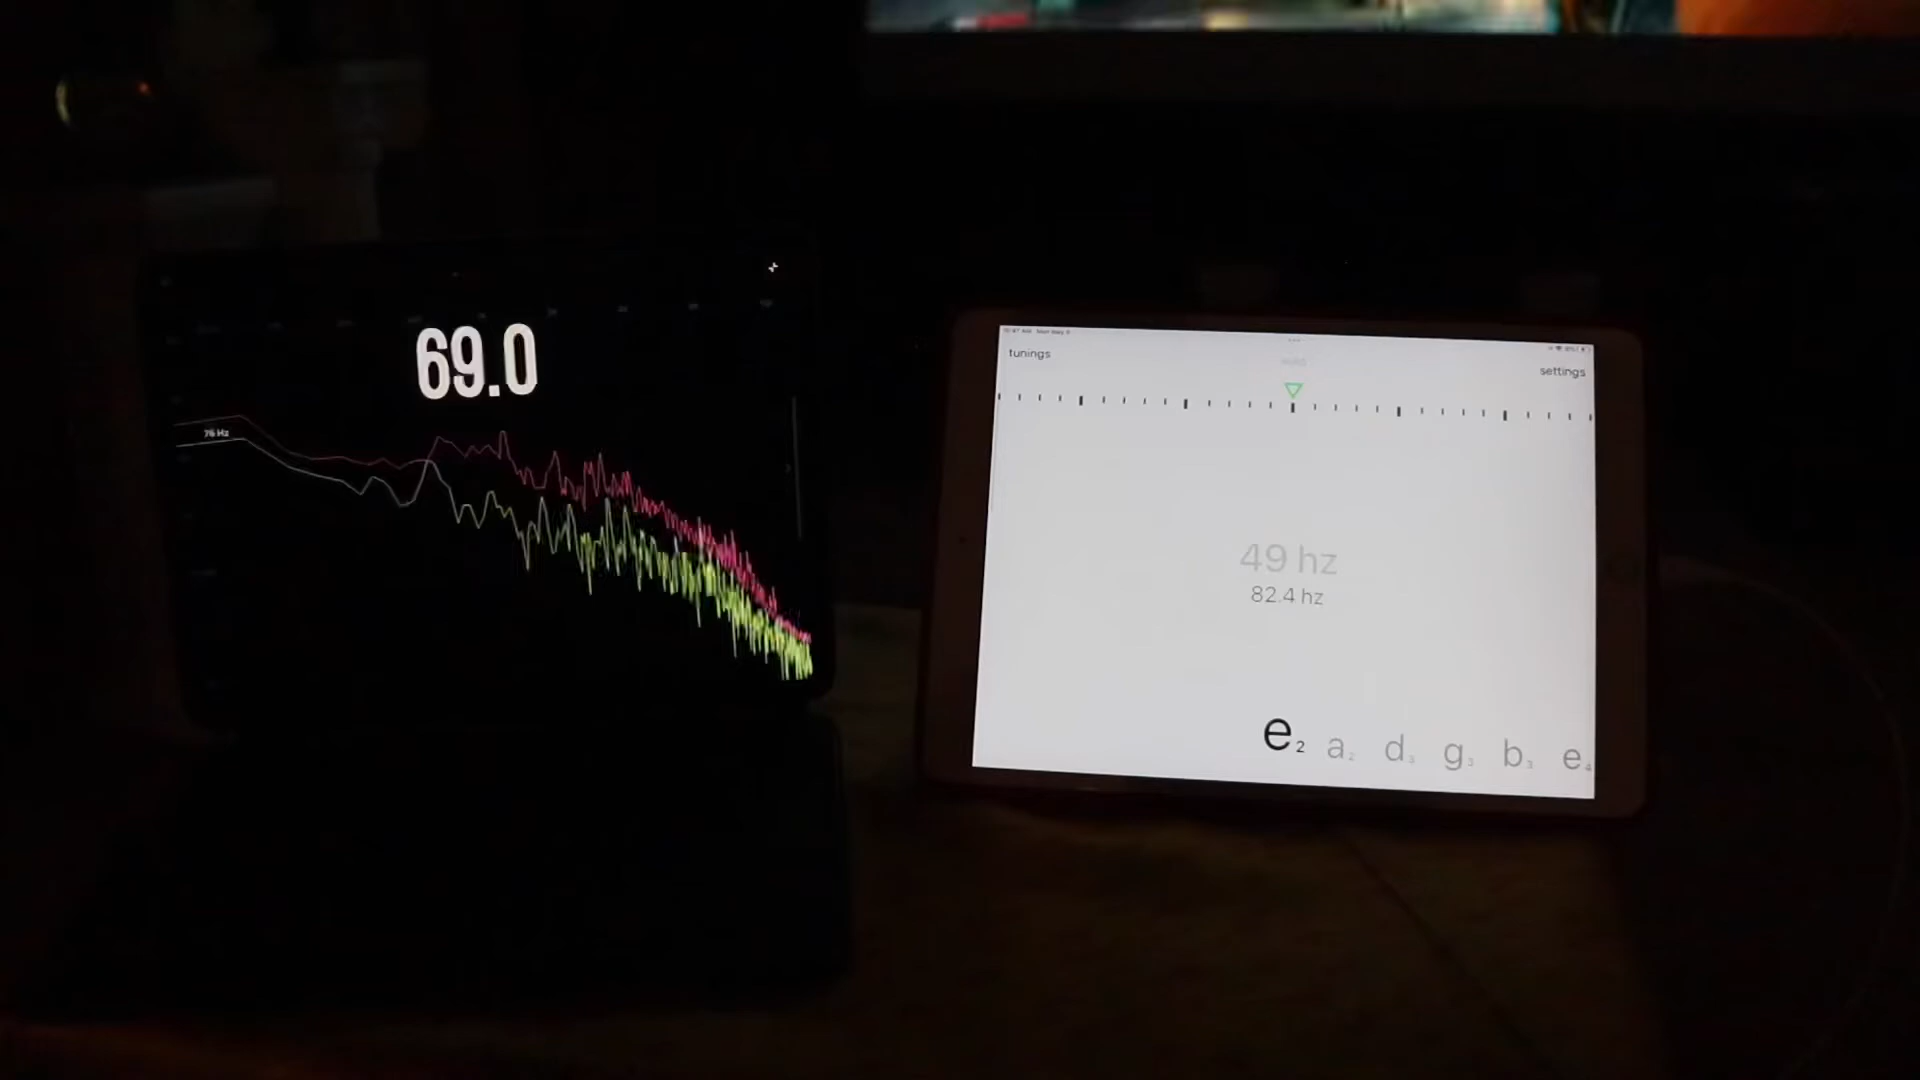 69.0
76 Hz
tunings
settings
49 hz
82.4 hz
e2 a2 d3 g3 b3 e4